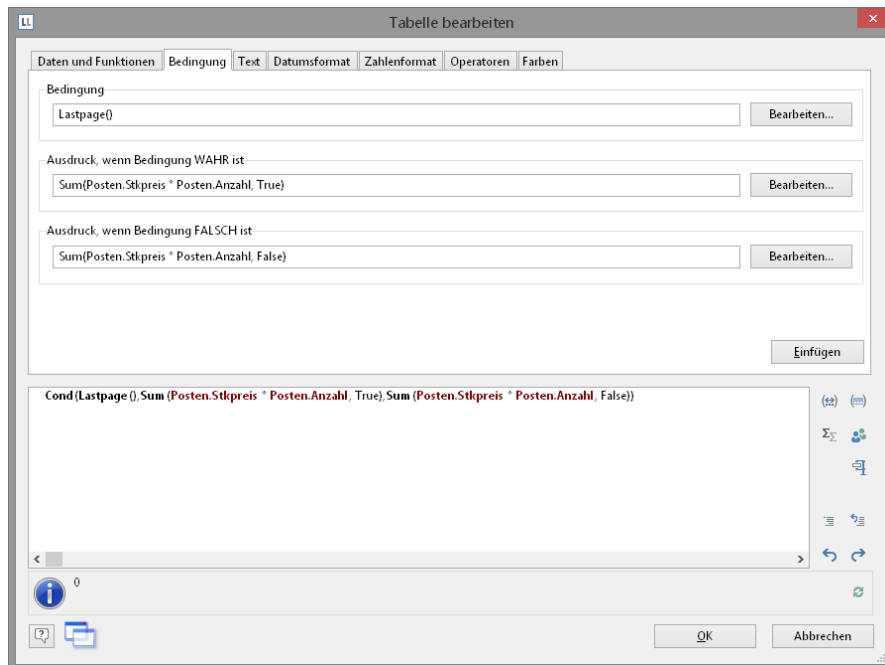 LL
Tabelle bearbeiten
Daten und Funktionen Bedingung Text Datumsformat Zahlenformat Operatoren Farben
Bedingung
Lastpage() Bearbeiten...
Ausdruck, wenn Bedingung WAHR ist
Sum(Posten.Stkpreis * Posten.Anzahl, True) Bearbeiten...
Ausdruck, wenn Bedingung FALSCH ist
Sum(Posten.Stkpreis * Posten.Anzahl, False) Bearbeiten...
Einfügen
Cond(Lastpage (),Sum (Posten.Stkpreis * Posten.Anzahl, True),Sum (Posten.Stkpreis * Posten.Anzahl, False))
0
OK Abbrechen